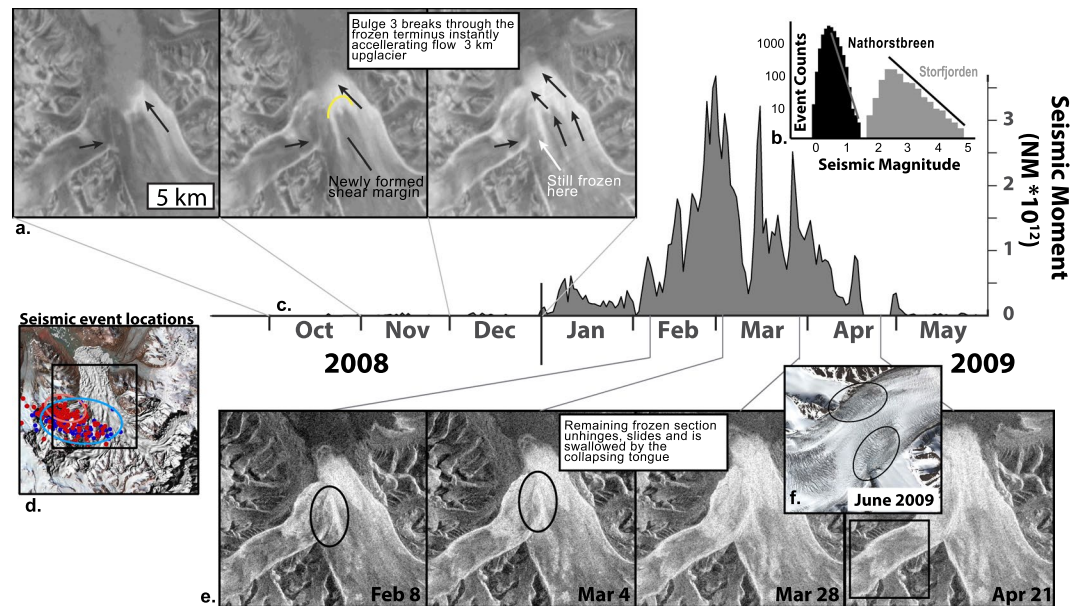 Bulge 3 breaks through the
frozen terminus instantly
accellerating flow 3 km
upglacier
5 km
Newly formed
shear margin
Still frozen
here
a.
1000
100
10
Event Counts
Nathorstbreen
Storfjorden
b.
0 1 2 3 4 5
Seismic Magnitude
3
2
1
0
Seismic Moment
(NM *10¹²)
c.
Oct Nov Dec Jan Feb Mar Apr May
2008 2009
Seismic event locations
d.
Remaining frozen section
unhinges, slides and is
swallowed by the
collapsing tongue
f.
June 2009
e.
Feb 8 Mar 4 Mar 28 Apr 21